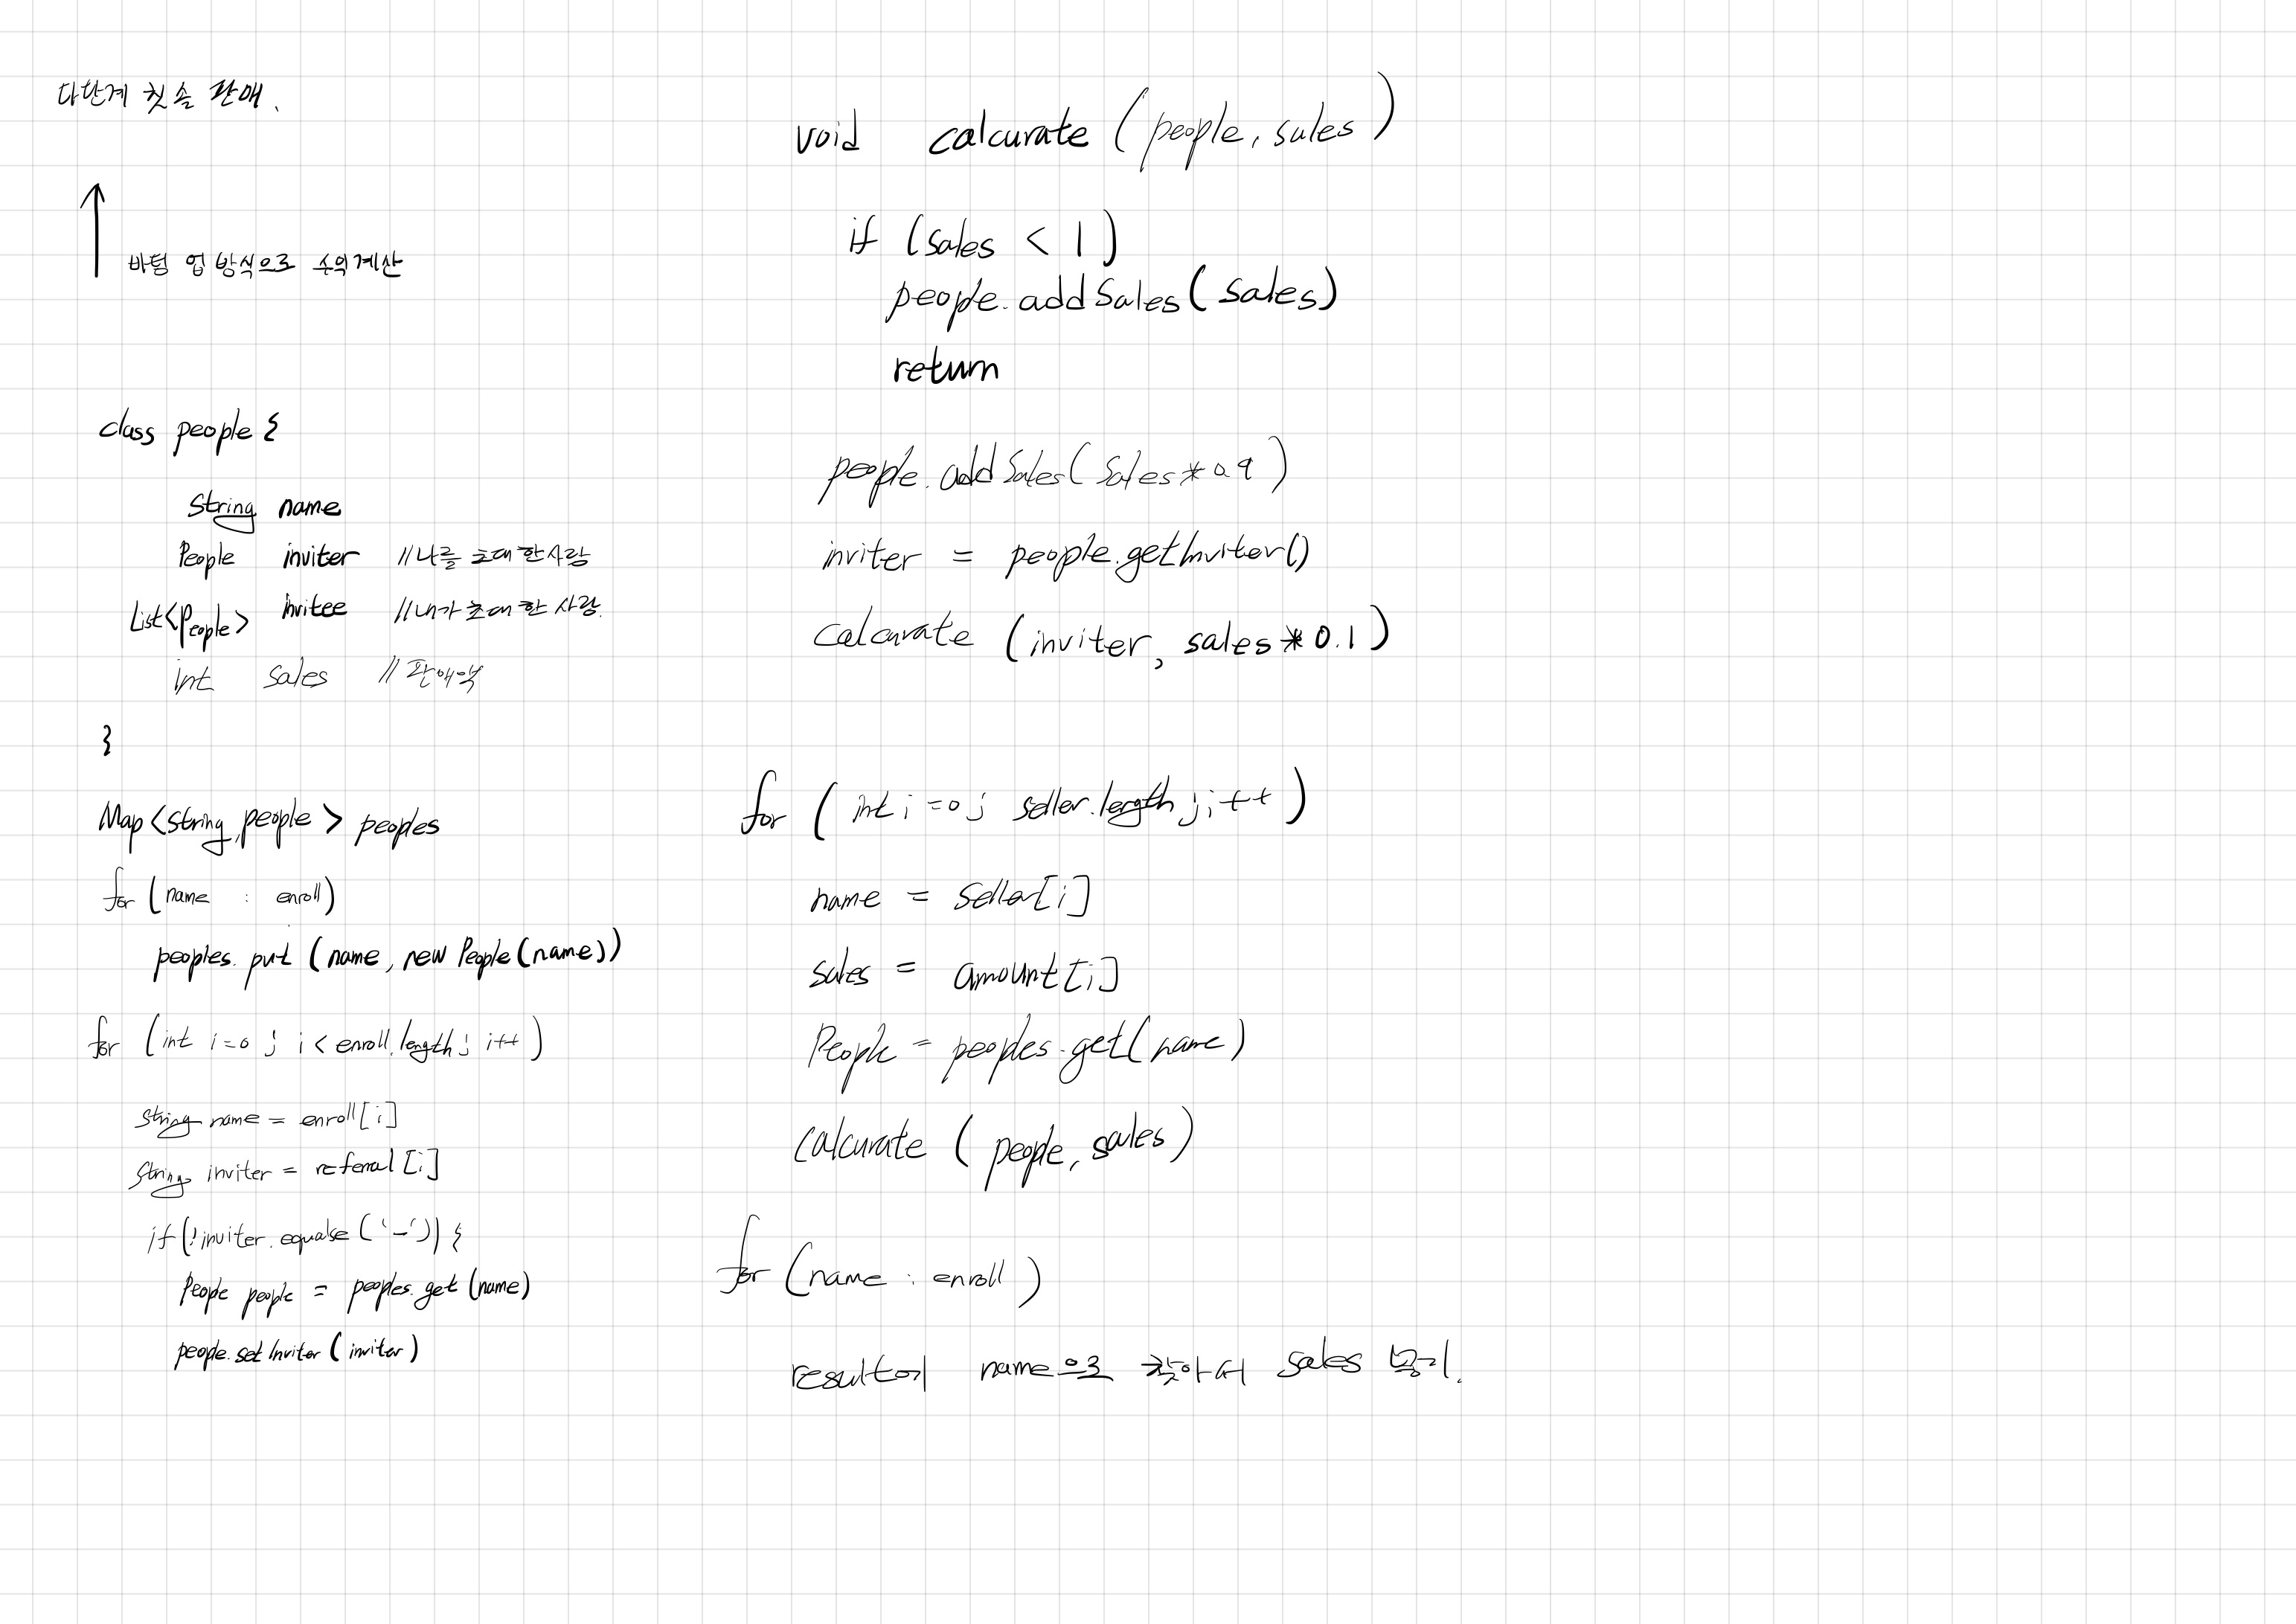 다단계 칫솔 판매.
바텀 업 방식으로 수익계산
class people {
String name
People inviter //나를 초대한사람
List<People> invitee //내가 초대한 사람.
int sales //판매액
}
Map<string, people> peoples
for (name : enroll)
peoples.put (name, new People(name))
for (int i=0; i<enroll.length; i++)
String name = enroll[i]
String inviter = referral[i]
if(!inviter.equalse('-')) {
People people = peoples.get(name)
people.setInviter(inviter)
void calcurate (people, sales)
if (sales < 1)
people.addSales(sales)
return
people.addSales(sales*0.9)
inviter = people.getInviter()
calcurate (inviter, sales*0.1)
for (int i=0; seller.length; i++)
name = seller[i]
sales = amount[i]
People = peoples.get(name)
calcurate (people, sales)
for (name : enroll)
result에 name으로 찾아서 sales 넣기.